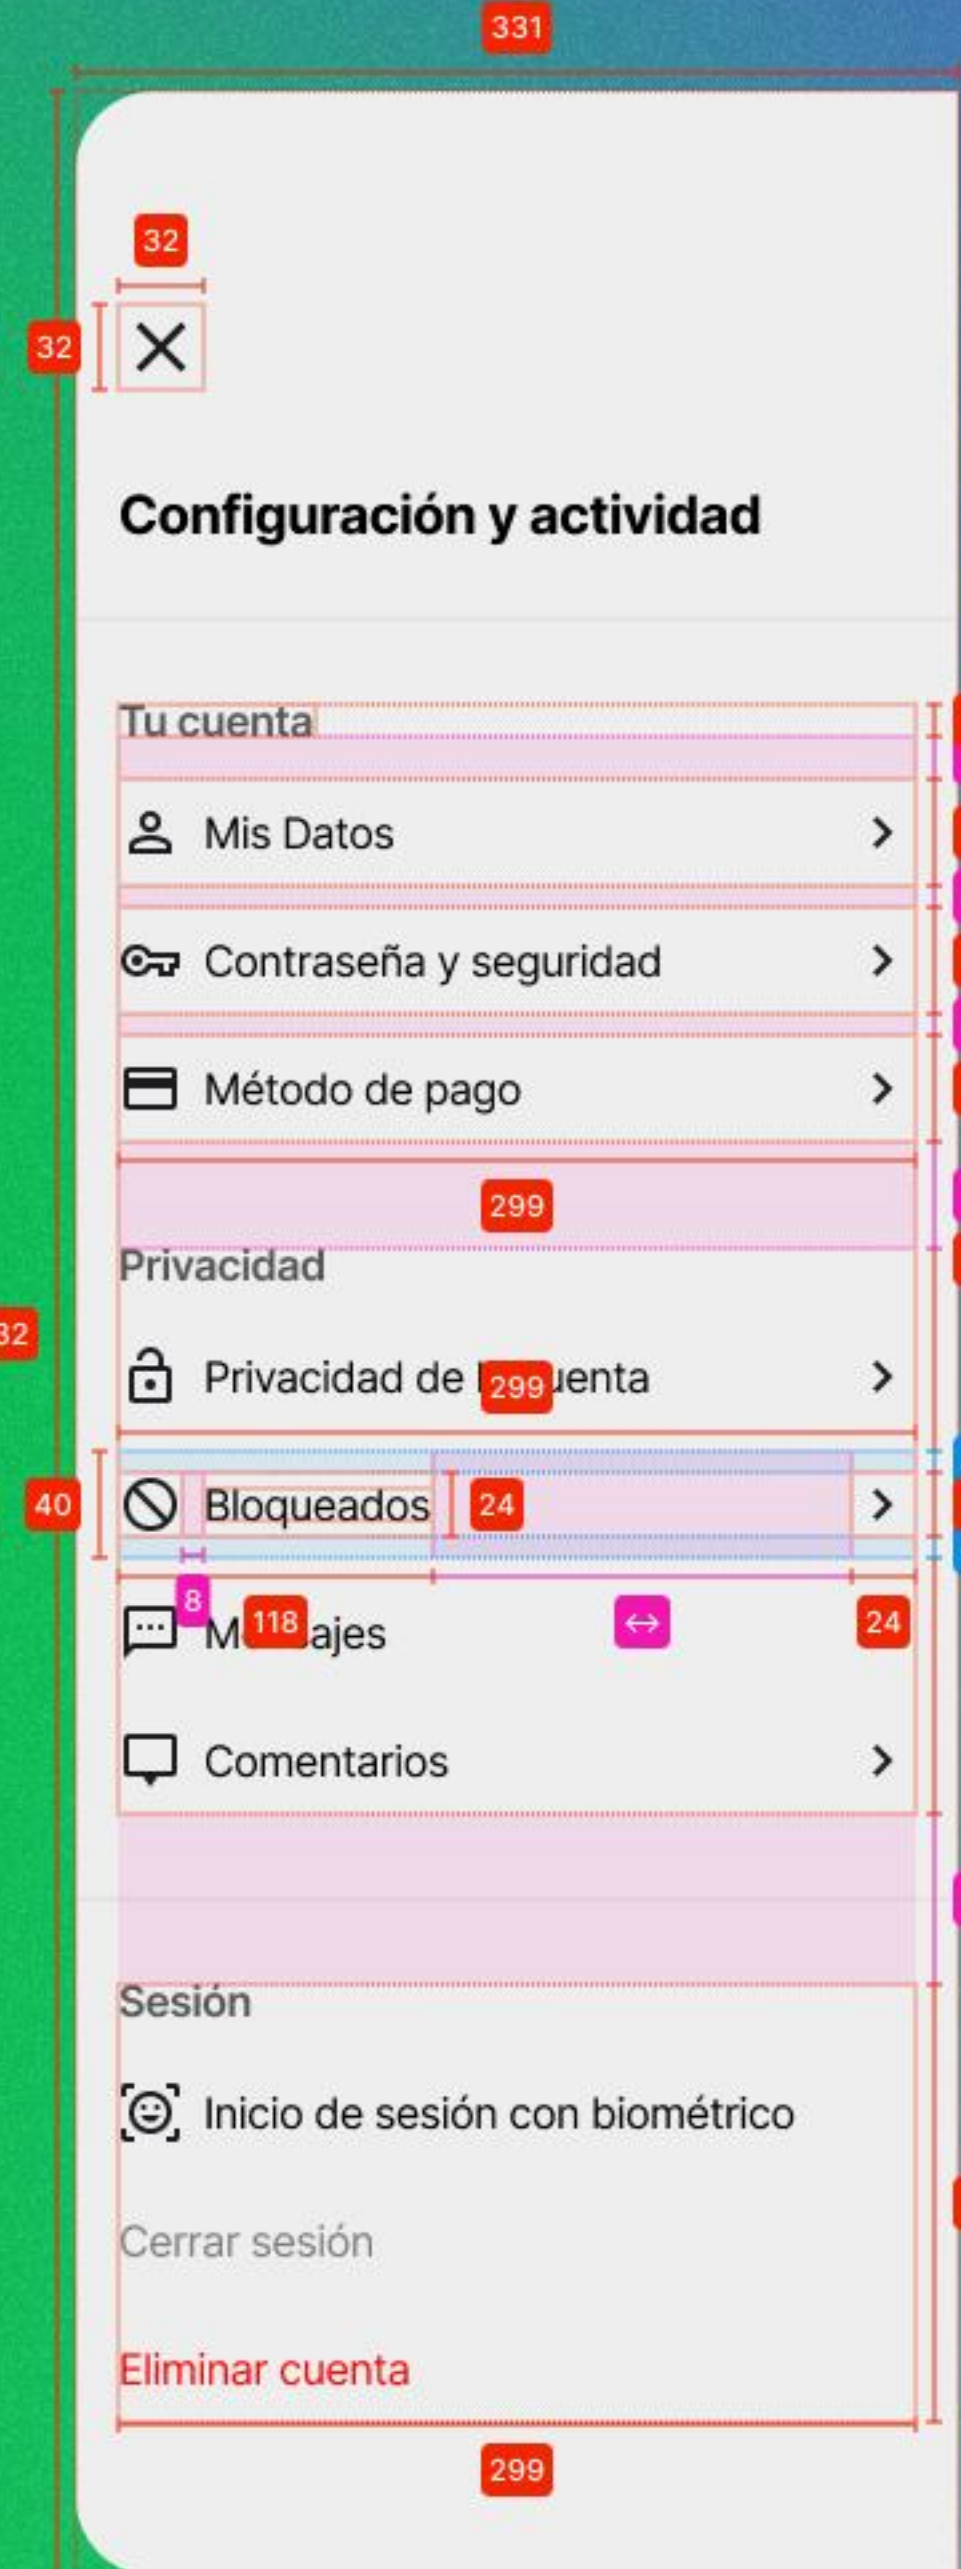 331
32
32
Configuración y actividad
Tu cuenta
Mis Datos
Contraseña y seguridad
Método de pago
299
Privacidad
32
Privacidad de uenta
299
40
Bloqueados
24
8
118
24
M ajes
Comentarios
Sesión
Inicio de sesión con biométrico
Cerrar sesión
Eliminar cuenta
299